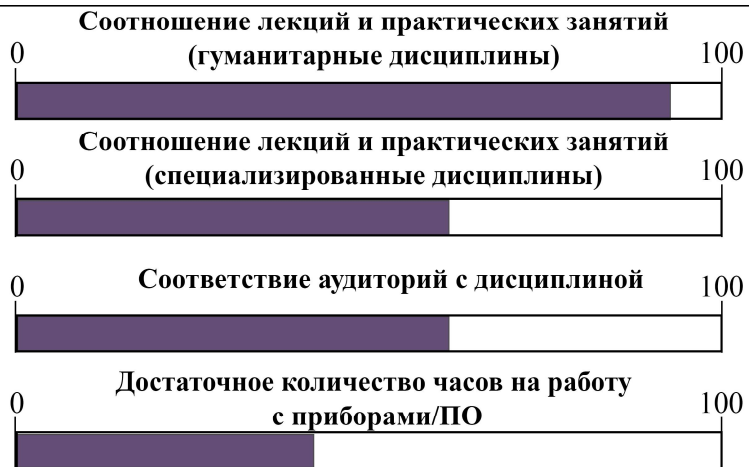 Соотношение лекций и практических занятий
0 (гуманитарные дисциплины) 100
Соотношение лекций и практических занятий
0 (специализированные дисциплины) 100
0 Соответствие аудиторий с дисциплиной 100
Достаточное количество часов на работу
0 с приборами/ПО 100